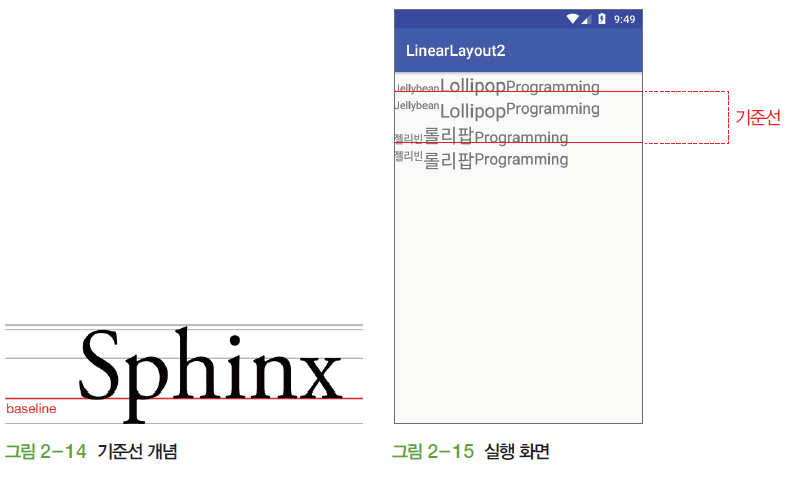 Sphinx
baseline
그림 2-14 기준선 개념
9:49
LinearLayout2
JellybeanLollipopProgramming
JellybeanLollipopProgramming
젤리빈롤리팝Programming
젤리빈롤리팝Programming
기준선
그림 2-15 실행 화면